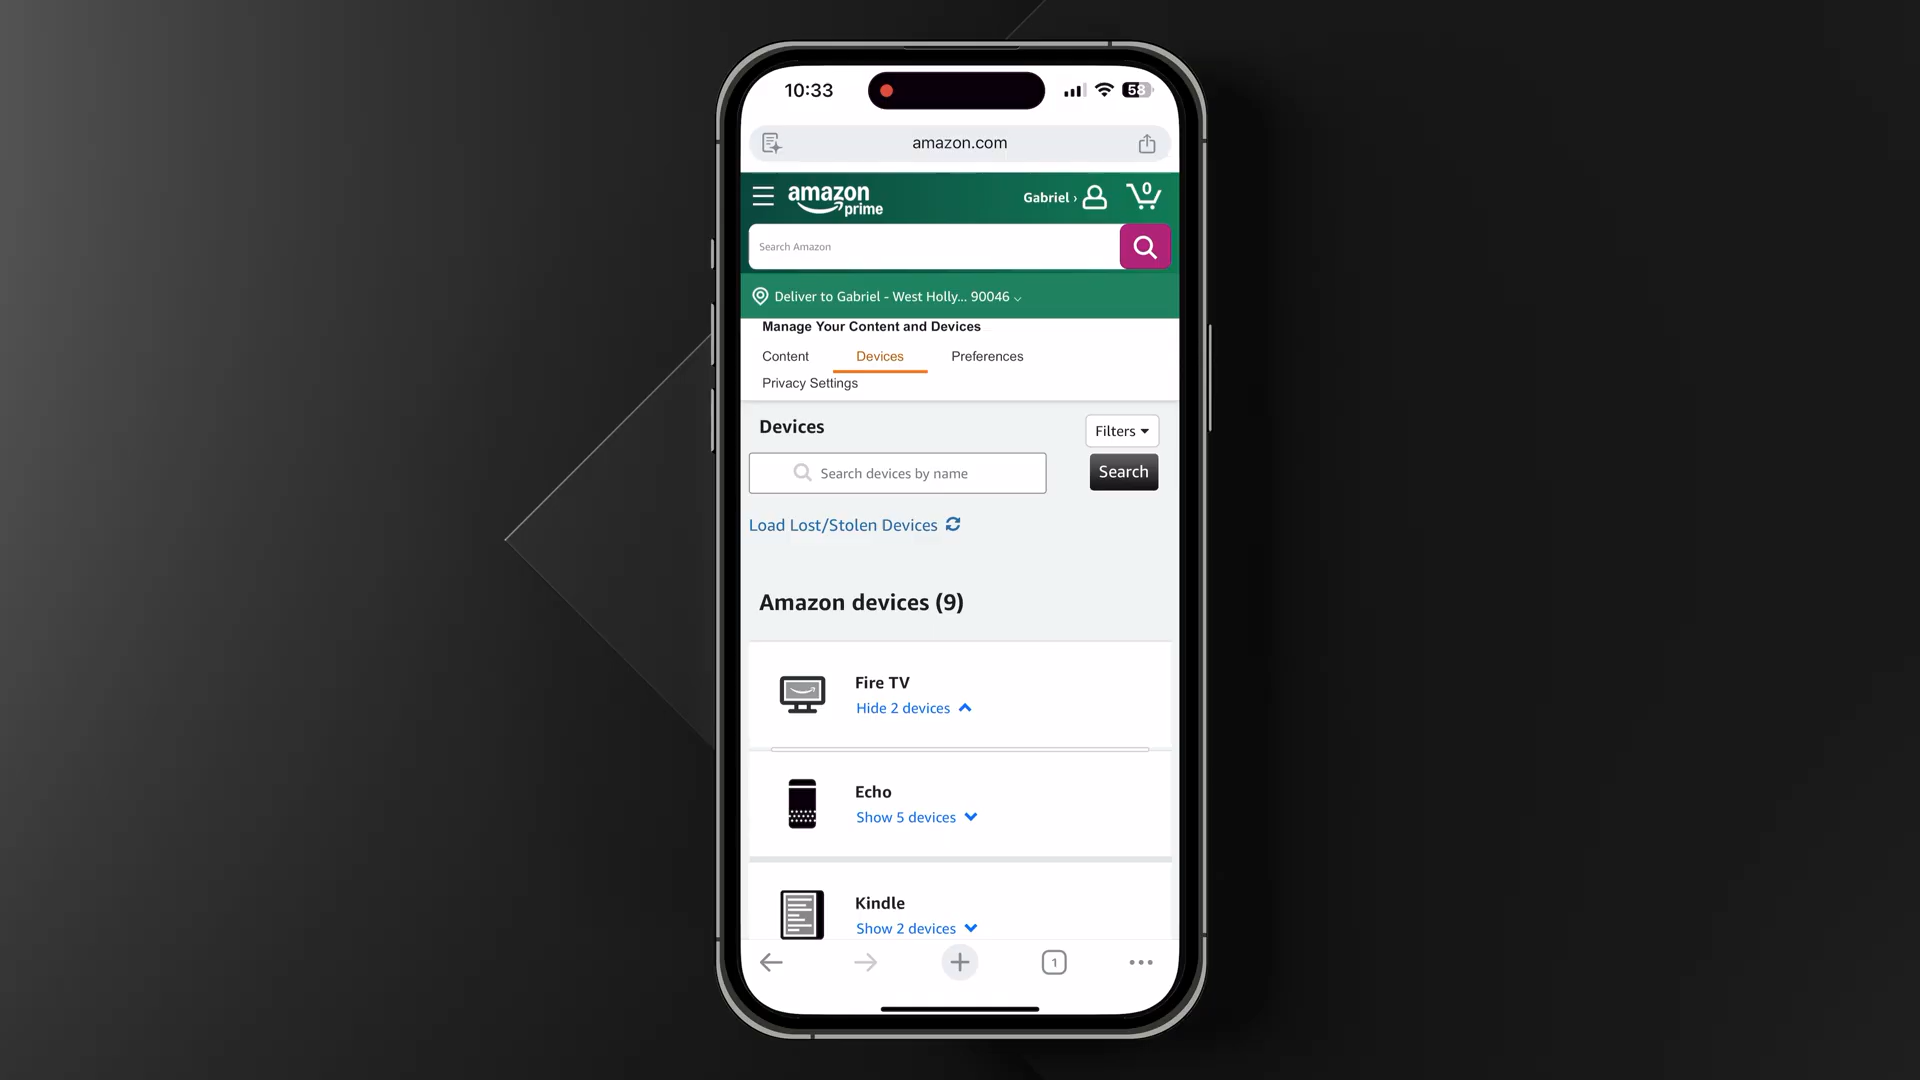 10:33
58
amazon.com
amazon prime
Gabriel ›
0
Search Amazon
Deliver to Gabriel - West Holly... 90046
Manage Your Content and Devices
Content Devices Preferences
Privacy Settings
Devices
Filters
Search devices by name
Search
Load Lost/Stolen Devices
Amazon devices (9)
Fire TV
Hide 2 devices
Echo
Show 5 devices
Kindle
Show 2 devices
1